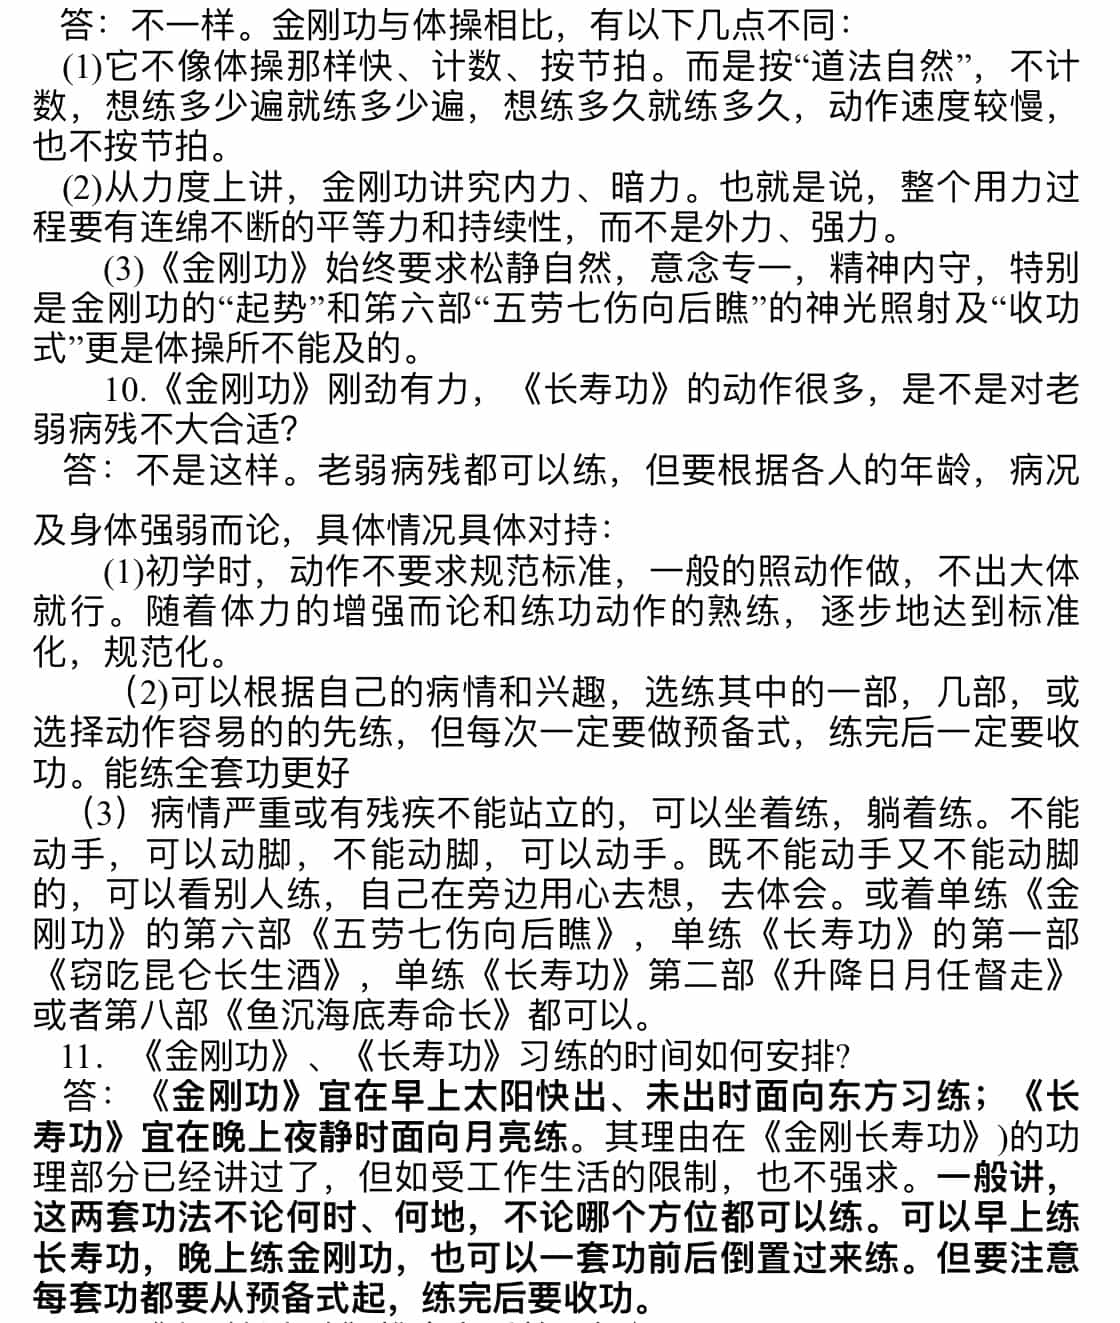 答：不一样。金刚功与体操相比，有以下几点不同：
(1)它不像体操那样快、计数、按节拍。而是按“道法自然”，不计
数，想练多少遍就练多少遍，想练多久就练多久，动作速度较慢，
也不按节拍。
(2)从力度上讲，金刚功讲究内力、暗力。也就是说，整个用力过
程要有连绵不断的平等力和持续性，而不是外力、强力。
(3)《金刚功》始终要求松静自然，意念专一，精神内守，特别
是金刚功的“起势”和笫六部“五劳七伤向后瞧”的神光照射及“收功
式”更是体操所不能及的。
10.《金刚功》刚劲有力，《长寿功》的动作很多，是不是对老
弱病残不大合适?
答：不是这样。老弱病残都可以练，但要根据各人的年龄，病况
及身体强弱而论，具体情况具体对持：
(1)初学时，动作不要求规范标准，一般的照动作做，不出大体
就行。随着体力的增强而论和练功动作的熟练，逐步地达到标准
化，规范化。
（2)可以根据自己的病情和兴趣，选练其中的一部，几部，或
选择动作容易的的先练，但每次一定要做预备式，练完后一定要收
功。能练全套功更好
（3）病情严重或有残疾不能站立的，可以坐着练，躺着练。不能
动手，可以动脚，不能动脚，可以动手。既不能动手又不能动脚
的，可以看别人练，自己在旁边用心去想，去体会。或着单练《金
刚功》的第六部《五劳七伤向后瞧》，单练《长寿功》的第一部
《窃吃昆仑长生酒》，单练《长寿功》第二部《升降日月任督走》
或者第八部《鱼沉海底寿命长》都可以。
11. 《金刚功》、《长寿功》习练的时间如何安排?
答：《金刚功》宜在早上太阳快出、未出时面向东方习练；《长
寿功》宜在晚上夜静时面向月亮练。其理由在《金刚长寿功》)的功
理部分已经讲过了，但如受工作生活的限制，也不强求。一般讲，
这两套功法不论何时、何地，不论哪个方位都可以练。可以早上练
长寿功，晚上练金刚功，也可以一套功前后倒置过来练。但要注意
每套功都要从预备式起，练完后要收功。